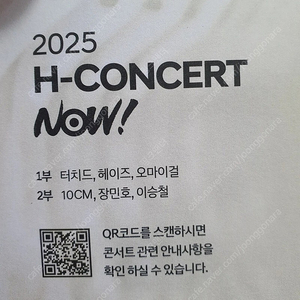 2025
H-CONCERT
NOW!
1부 터치드, 헤이즈, 오마이걸
2부 10CM, 장민호, 이승철
QR코드를 스캔하시면
콘서트 관련 안내사항을
확인 하실 수 있습니다.